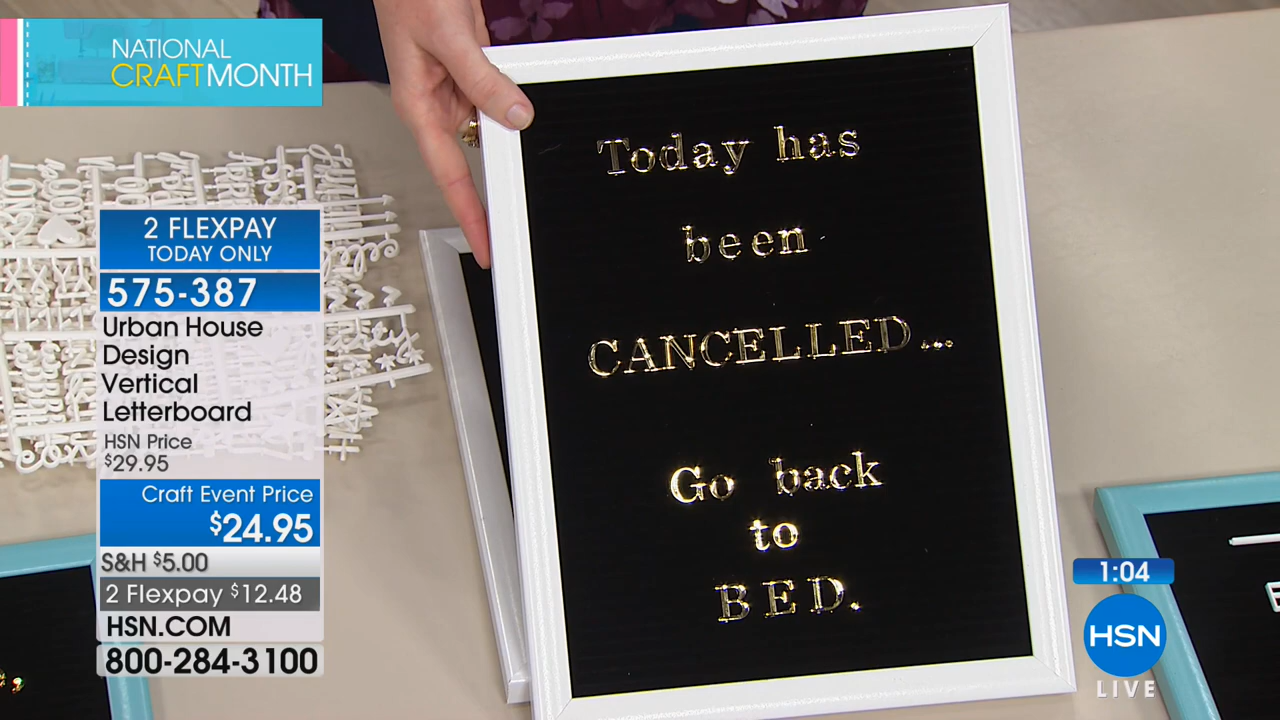 NATIONAL
CRAFTMONTH
2 FLEXPAY
TODAY ONLY
575-387
Urban House
Design
Vertical
Letterboard
HSN Price
$29.95
Craft Event Price
$24.95
S&H $5.00
2 Flexpay $12.48
HSN.COM
800-284-3100
Today has
been
CANCELLED...
Go back
to
BED.
1:04
HSN
LIVE